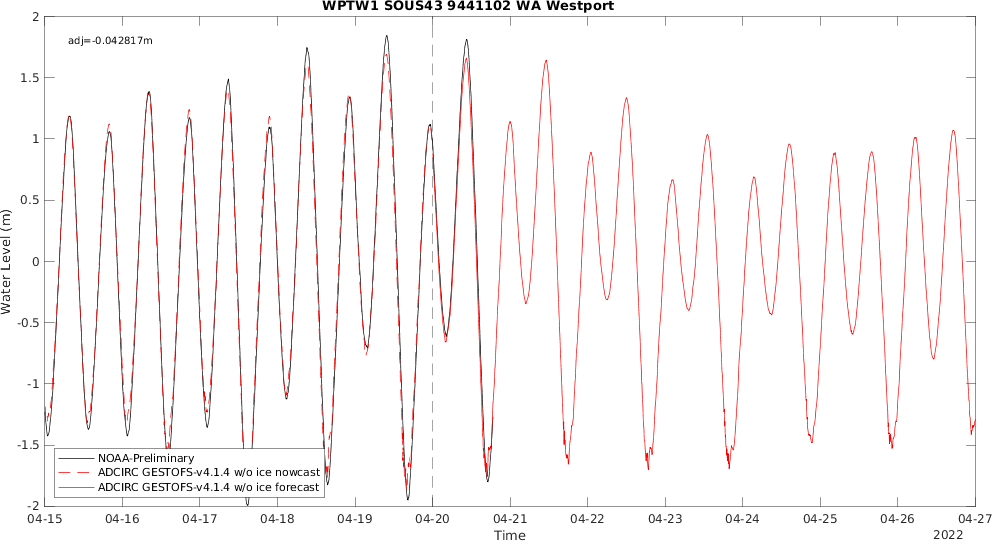 WPTW1 SOUS43 9441102 WA Westport
adj=-0.042817m
2
1.5
1
0.5
0
-0.5
-1
-1.5
-2
Water Level (m)
NOAA-Preliminary
ADCIRC GESTOFS-v4.1.4 w/o ice nowcast
ADCIRC GESTOFS-v4.1.4 w/o ice forecast
04-15 04-16 04-17 04-18 04-19 04-20 04-21 04-22 04-23 04-24 04-25 04-26 04-27
Time
2022